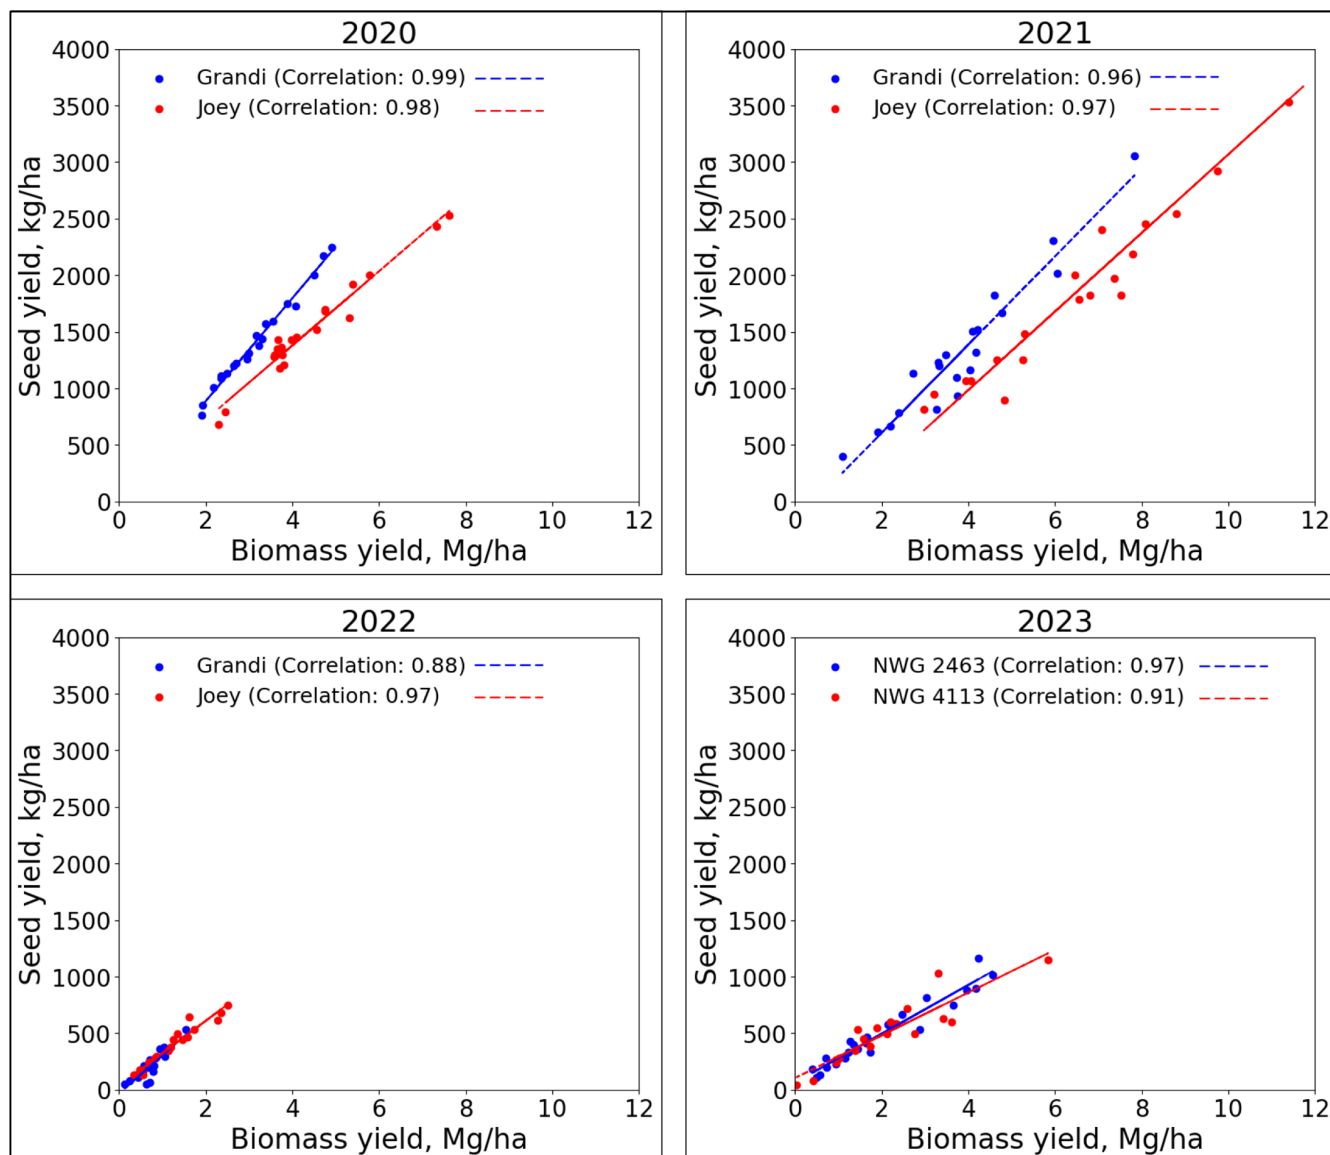 2020
4000
3500
3000
2500
2000
1500
1000
500
0
Seed yield, kg/ha
Grandi (Correlation: 0.99)
Joey (Correlation: 0.98)
0 2 4 6 8 10 12
Biomass yield, Mg/ha
2021
4000
3500
3000
2500
2000
1500
1000
500
0
Seed yield, kg/ha
Grandi (Correlation: 0.96)
Joey (Correlation: 0.97)
0 2 4 6 8 10 12
Biomass yield, Mg/ha
2022
4000
3500
3000
2500
2000
1500
1000
500
0
Seed yield, kg/ha
Grandi (Correlation: 0.88)
Joey (Correlation: 0.97)
0 2 4 6 8 10 12
Biomass yield, Mg/ha
2023
4000
3500
3000
2500
2000
1500
1000
500
0
Seed yield, kg/ha
NWG 2463 (Correlation: 0.97)
NWG 4113 (Correlation: 0.91)
0 2 4 6 8 10 12
Biomass yield, Mg/ha